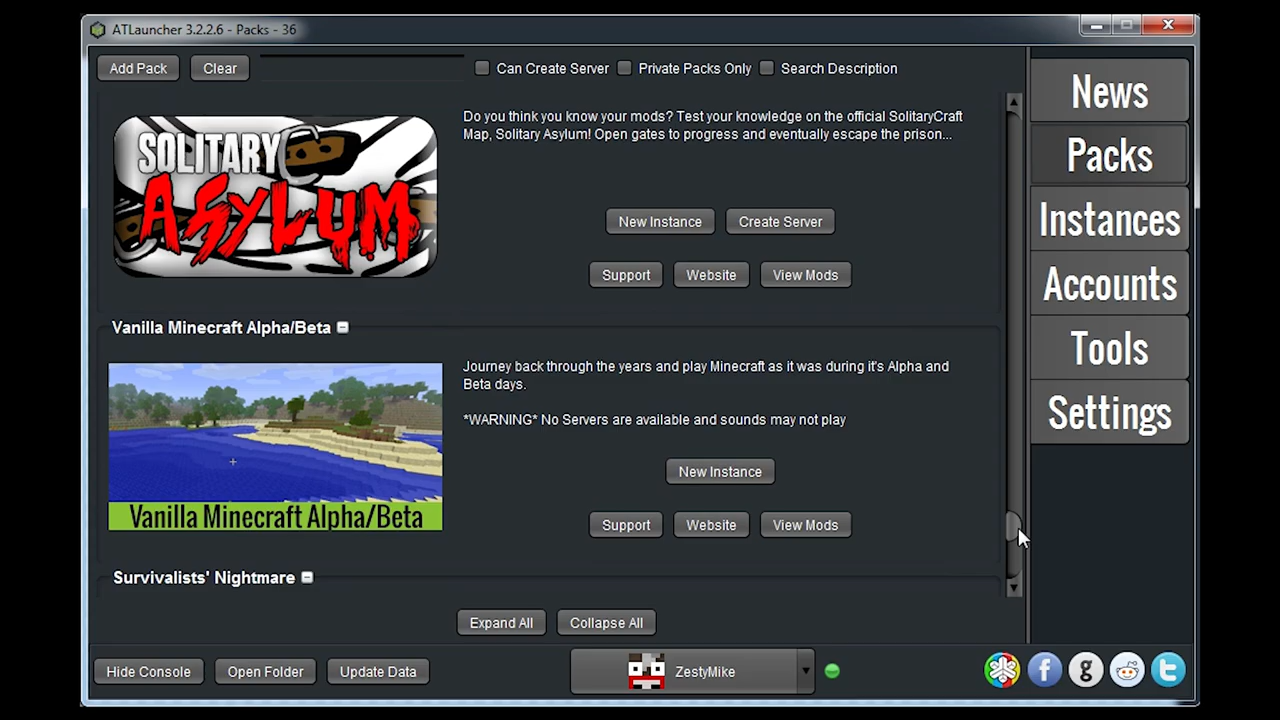 ATLauncher 3.2.2.6 - Packs - 36
Add Pack
Clear
Can Create Server
Private Packs Only
Search Description
News
Packs
Instances
Accounts
Tools
Settings
SOLITARY
ASYLUM
Do you think you know your mods? Test your knowledge on the official SolitaryCraft
Map, Solitary Asylum! Open gates to progress and eventually escape the prison...
New Instance
Create Server
Support
Website
View Mods
Vanilla Minecraft Alpha/Beta
Vanilla Minecraft Alpha/Beta
Journey back through the years and play Minecraft as it was during it's Alpha and
Beta days.
*WARNING* No Servers are available and sounds may not play
New Instance
Support
Website
View Mods
Survivalists' Nightmare
Expand All
Collapse All
Hide Console
Open Folder
Update Data
ZestyMike
f
g